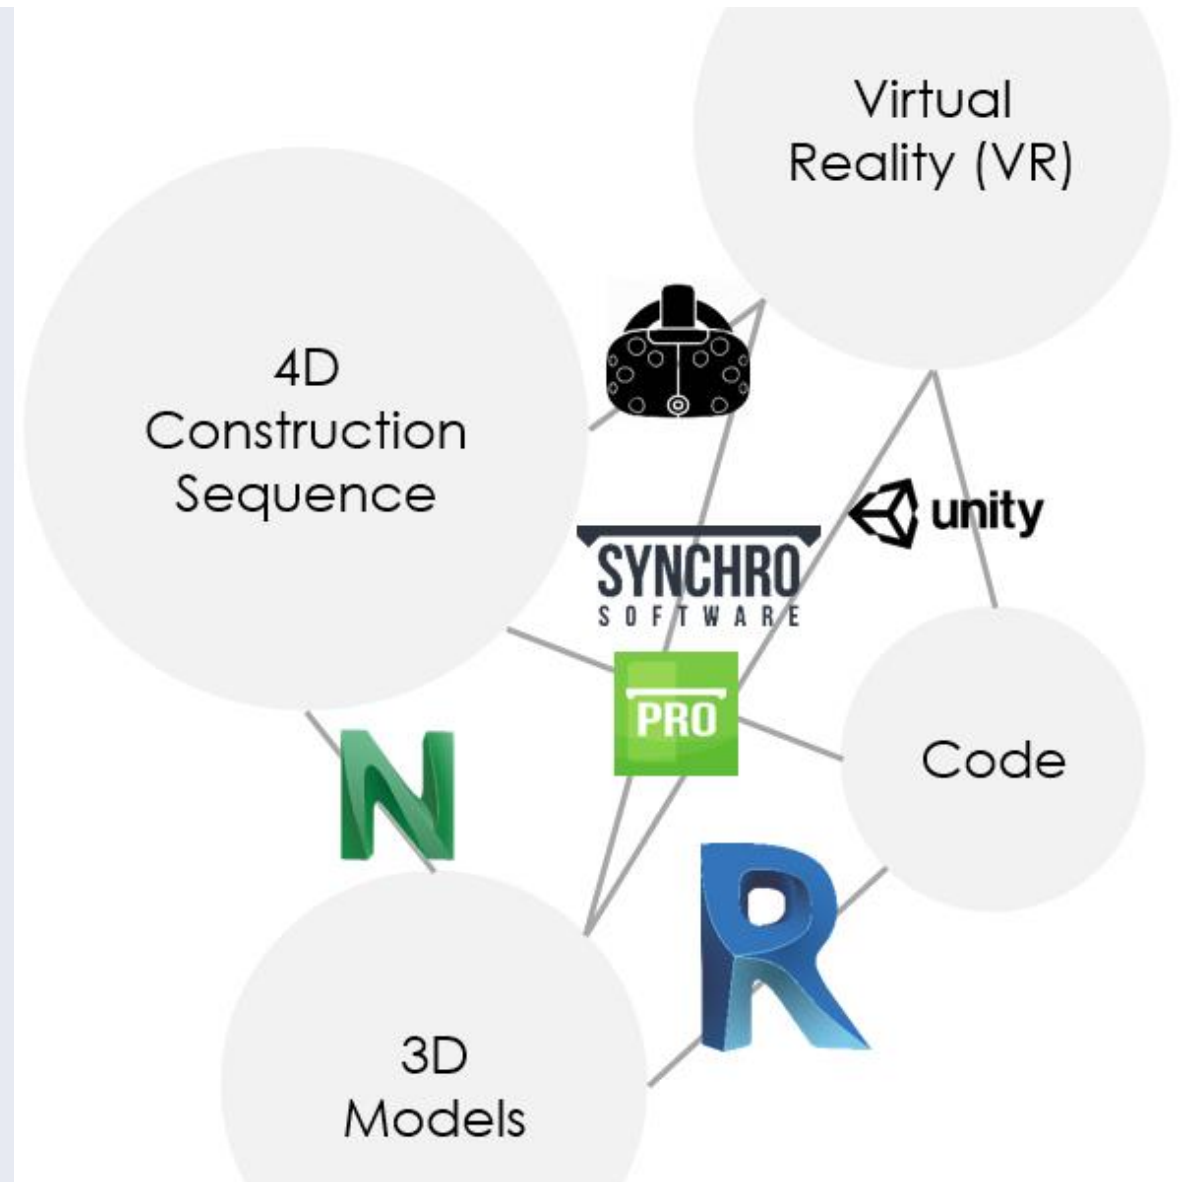 Virtual
Reality (VR)
4D
Construction
Sequence
unity
SYNCHRO
SOFTWARE
PRO
Code
N
R
3D
Models